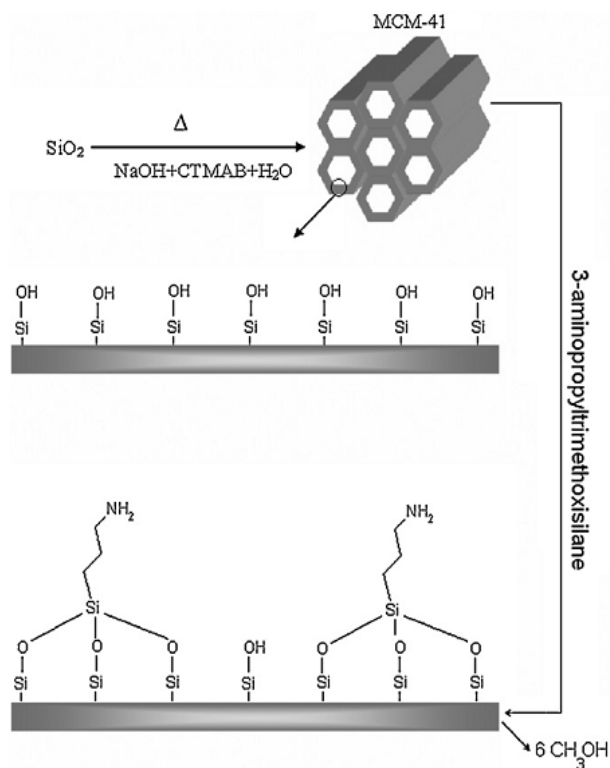 MCM-41
Δ
SiO₂
NaOH+CTMAB+H₂O
OH OH OH OH OH OH OH
Si Si Si Si Si Si Si
3-aminopropyltrimethoxisilane
NH₂ NH₂
Si Si
O O O OH O O O
Si Si Si Si Si Si Si
6 CH₃OH